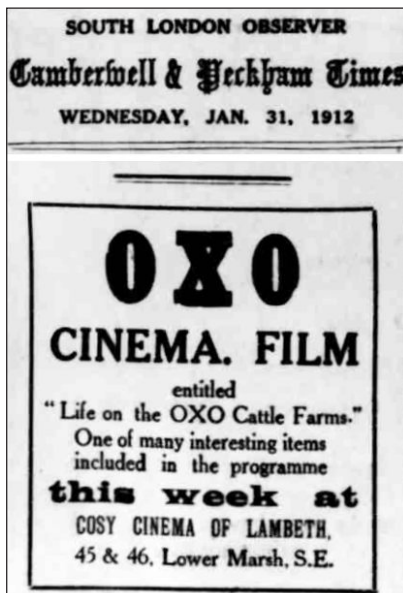 SOUTH LONDON OBSERVER
Camberwell & Peckham Times
WEDNESDAY, JAN. 31, 1912
OXO
CINEMA. FILM
entitled
"Life on the OXO Cattle Farms."
One of many interesting items
included in the programme
this week at
COSY CINEMA OF LAMBETH,
45 & 46, Lower Marsh, S.E.